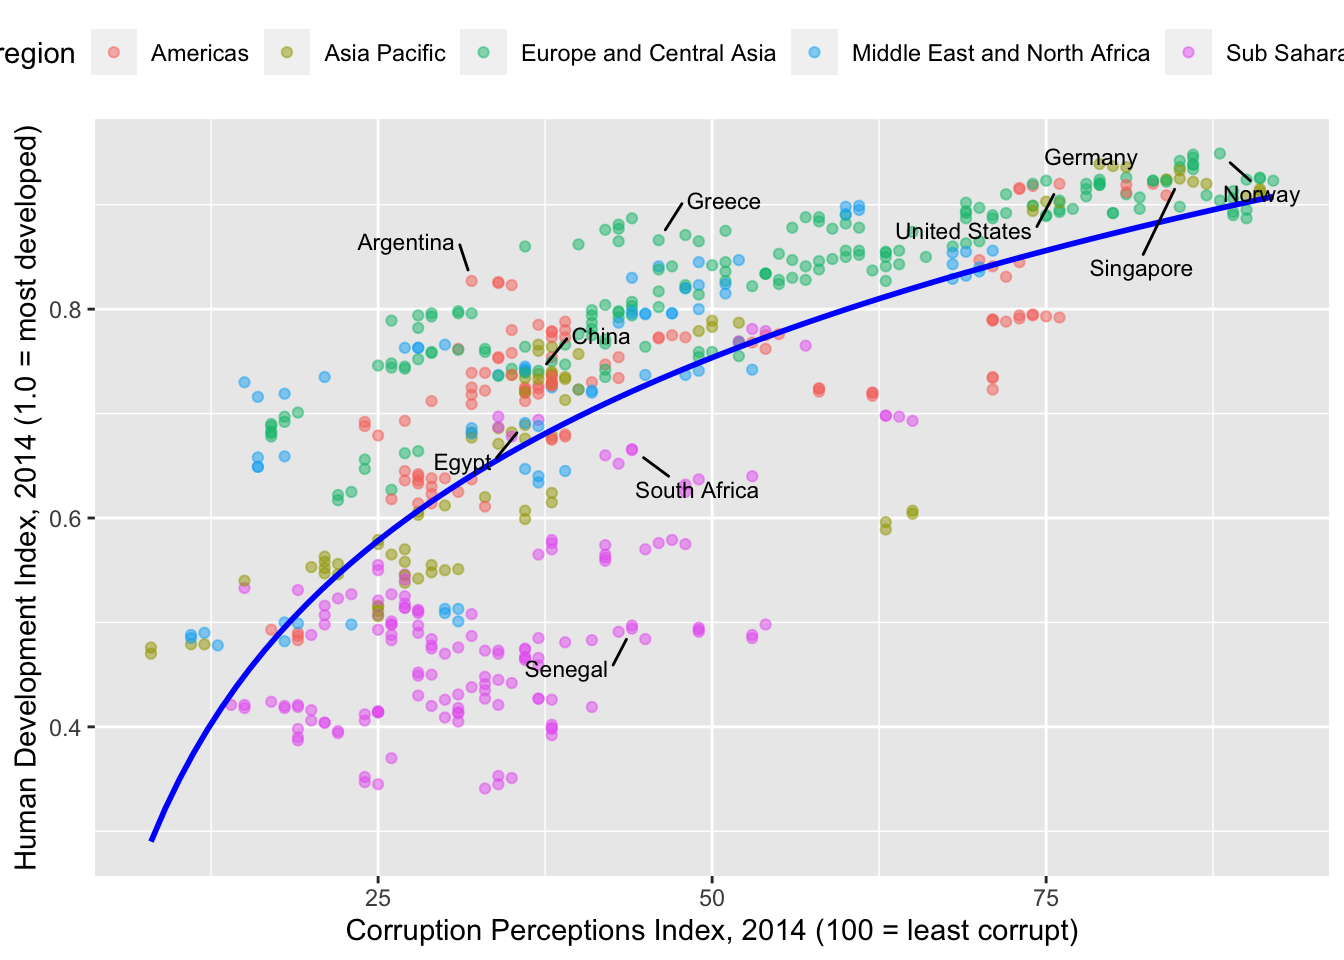 region Americas Asia Pacific Europe and Central Asia Middle East and North Africa Sub Sahara
Human Development Index, 2014 (1.0 = most developed)
Germany
Norway
Greece
United States
Argentina
Singapore
0.8
China
Egypt
South Africa
0.6
Senegal
0.4
25 50 75
Corruption Perceptions Index, 2014 (100 = least corrupt)